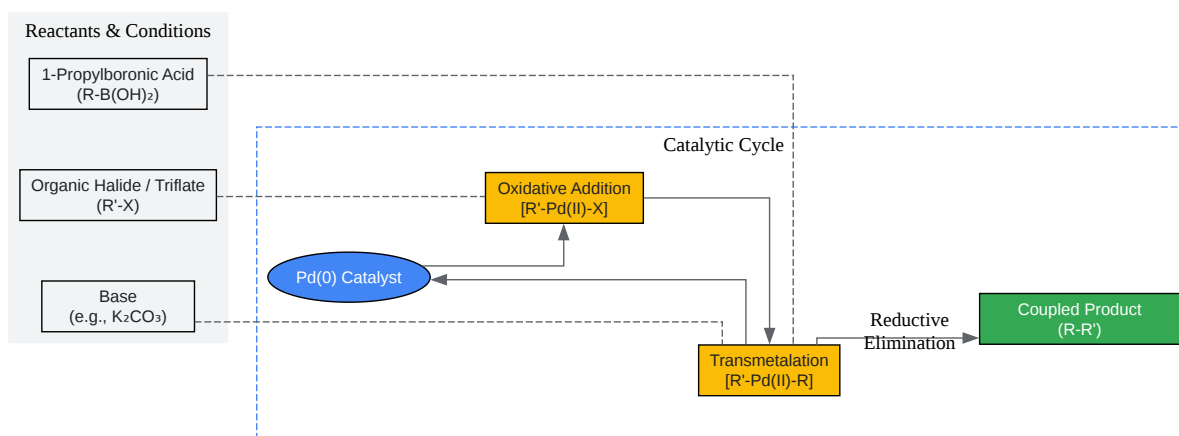 Reactants & Conditions
1-Propylboronic Acid
(R-B(OH)₂)
Organic Halide / Triflate
(R'-X)
Base
(e.g., K₂CO₃)
Catalytic Cycle
Oxidative Addition
[R'-Pd(II)-X]
Pd(0) Catalyst
Transmetalation
[R'-Pd(II)-R]
Reductive
Elimination
Coupled Product
(R-R')